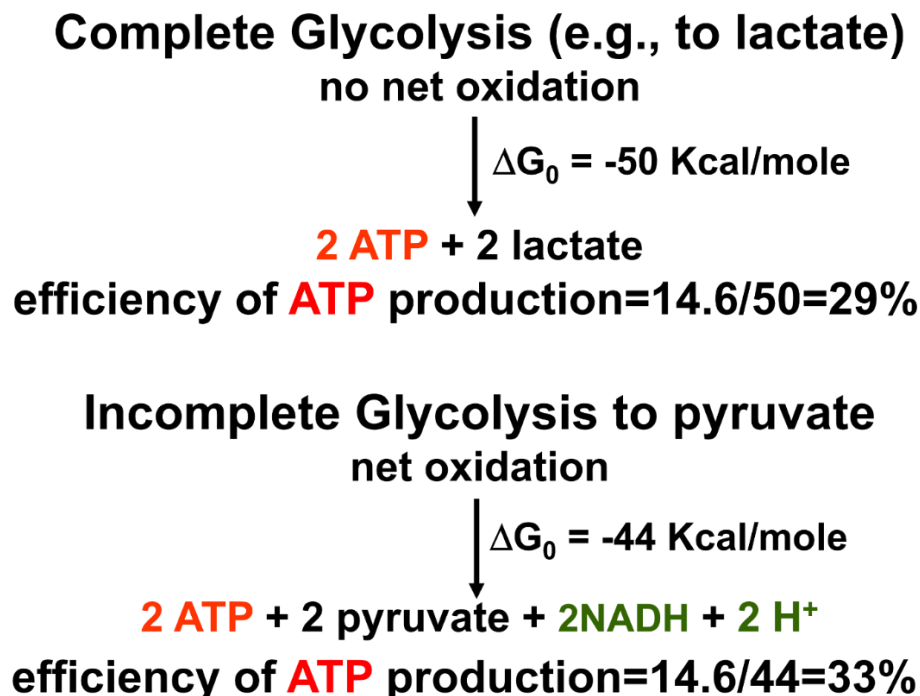 Complete Glycolysis (e.g., to lactate)
no net oxidation
ΔG₀ = -50 Kcal/mole
2 ATP + 2 lactate
efficiency of ATP production=14.6/50=29%
Incomplete Glycolysis to pyruvate
net oxidation
ΔG₀ = -44 Kcal/mole
2 ATP + 2 pyruvate + 2NADH + 2 H⁺
efficiency of ATP production=14.6/44=33%